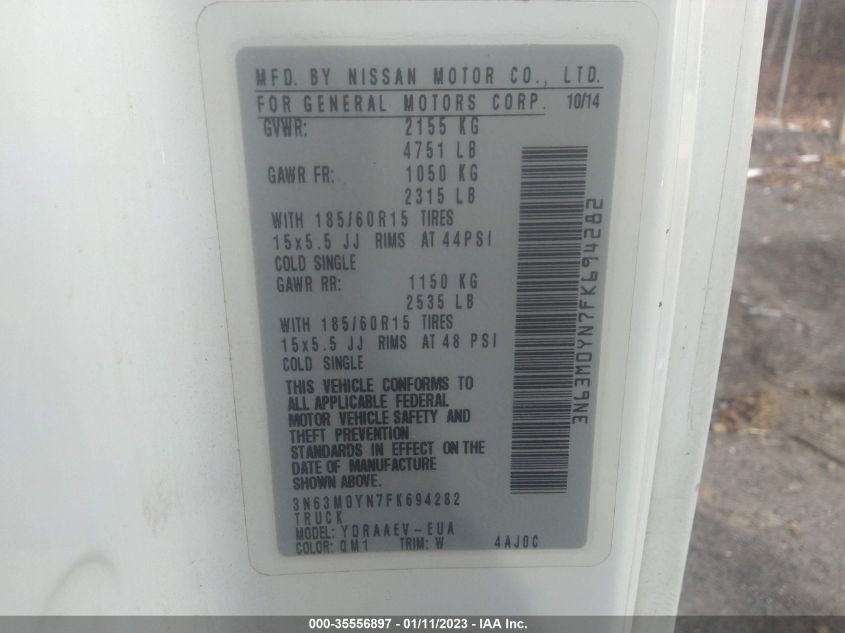 MFD. BY NISSAN MOTOR CO., LTD.
FOR GENERAL MOTORS CORP. 10/14
GVWR: 2155 KG
4751 LB
GAWR FR: 1050 KG
2315 LB
WITH 185/60R15 TIRES
15x5.5 JJ RIMS AT 44PSI
COLD SINGLE
GAWR RR: 1150 KG
2535 LB
WITH 185/60R15 TIRES
15x5.5 JJ RIMS AT 48 PSI
COLD SINGLE
THIS VEHICLE CONFORMS TO
ALL APPLICABLE FEDERAL
MOTOR VEHICLE SAFETY AND
THEFT PREVENTION
STANDARDS IN EFFECT ON THE
DATE OF MANUFACTURE
SHOWN ABOVE.
3N63M0YN7FK694282
TRUCK
MODEL: YDRAAEV-EUA
COLOR: QM1 TRIM: W 4AJ0C
3N63M0YN7FK694282
000-35556897 - 01/11/2023 - IAA Inc.